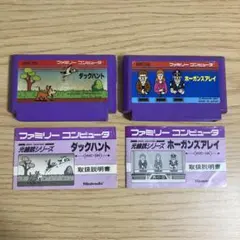 ファミリー コンピュータ
ダックハント
ファミリー コンピュータ
ホーガンズアレイ
ファミリー コンピュータ
光線銃シリーズ
ダックハント
取扱説明書
Nintendo
ファミリー コンピュータ
光線銃シリーズ
ホーガンズアレイ
取扱説明書
Nintendo